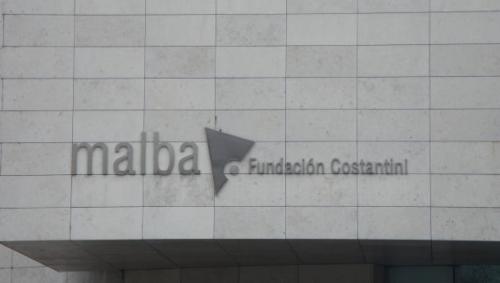 malba Fundación Costantini